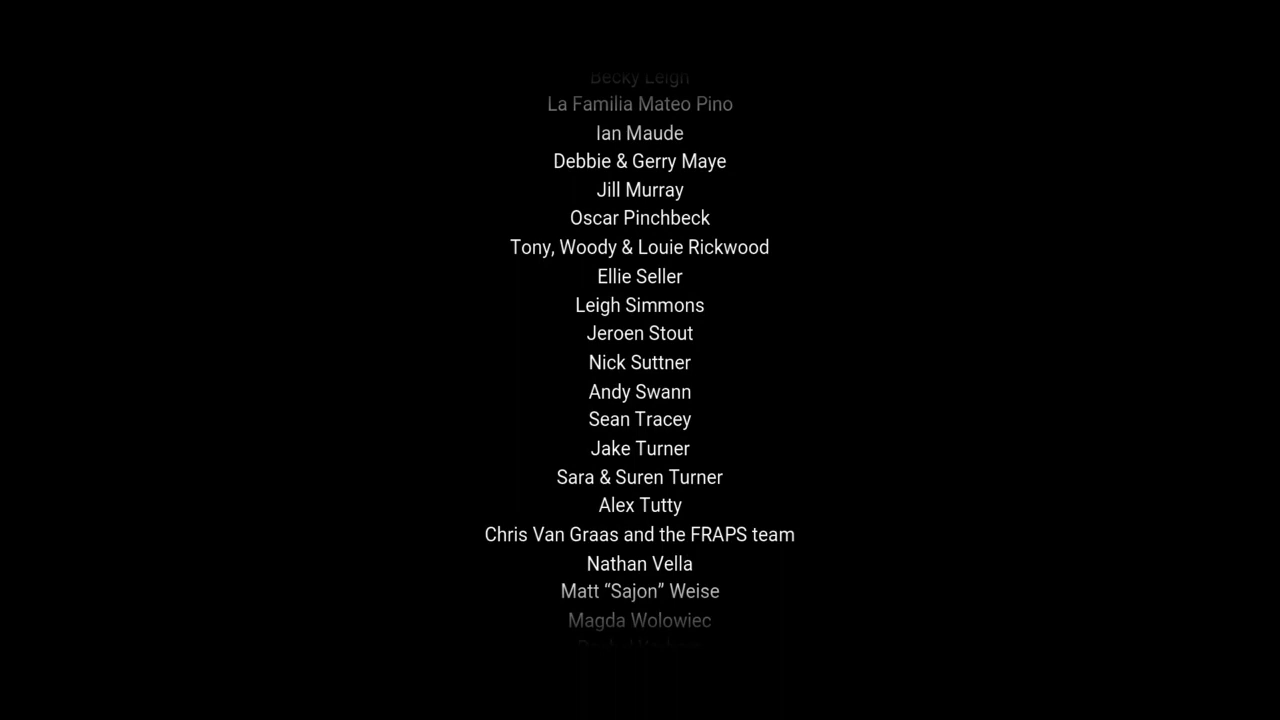 Becky Leigh
La Familia Mateo Pino
Ian Maude
Debbie & Gerry Maye
Jill Murray
Oscar Pinchbeck
Tony, Woody & Louie Rickwood
Ellie Seller
Leigh Simmons
Jeroen Stout
Nick Suttner
Andy Swann
Sean Tracey
Jake Turner
Sara & Suren Turner
Alex Tutty
Chris Van Graas and the FRAPS team
Nathan Vella
Matt “Sajon” Weise
Magda Wolowiec